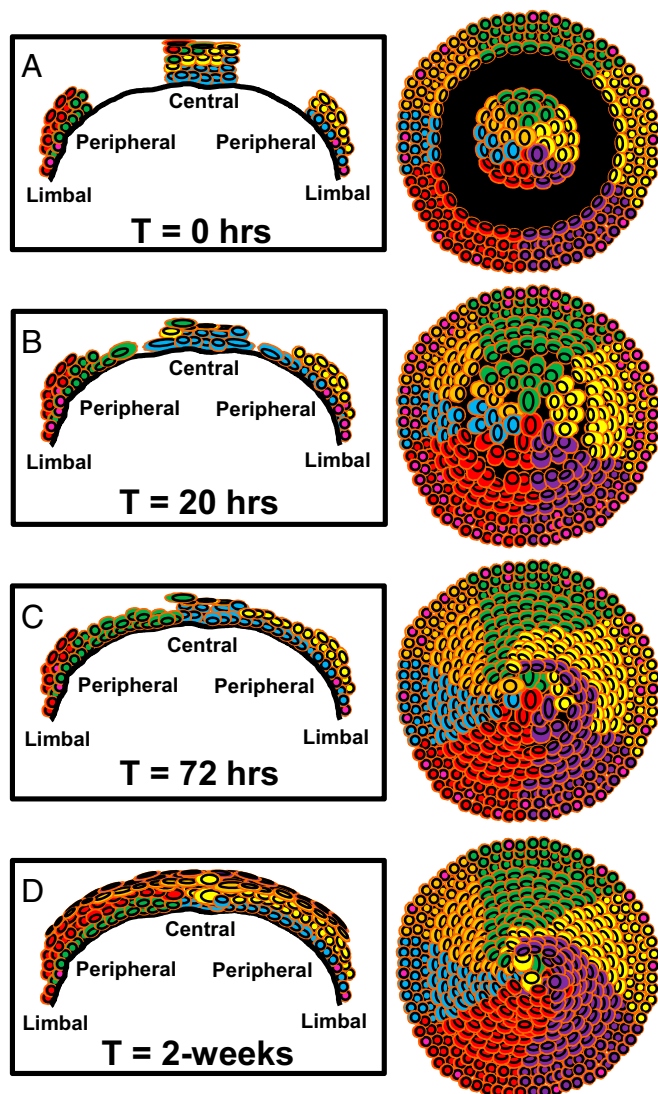 A
Central
Peripheral Peripheral
Limbal Limbal
T = 0 hrs
B
Central
Peripheral Peripheral
Limbal Limbal
T = 20 hrs
C
Central
Peripheral Peripheral
Limbal Limbal
T = 72 hrs
D
Central
Peripheral Peripheral
Limbal Limbal
T = 2-weeks